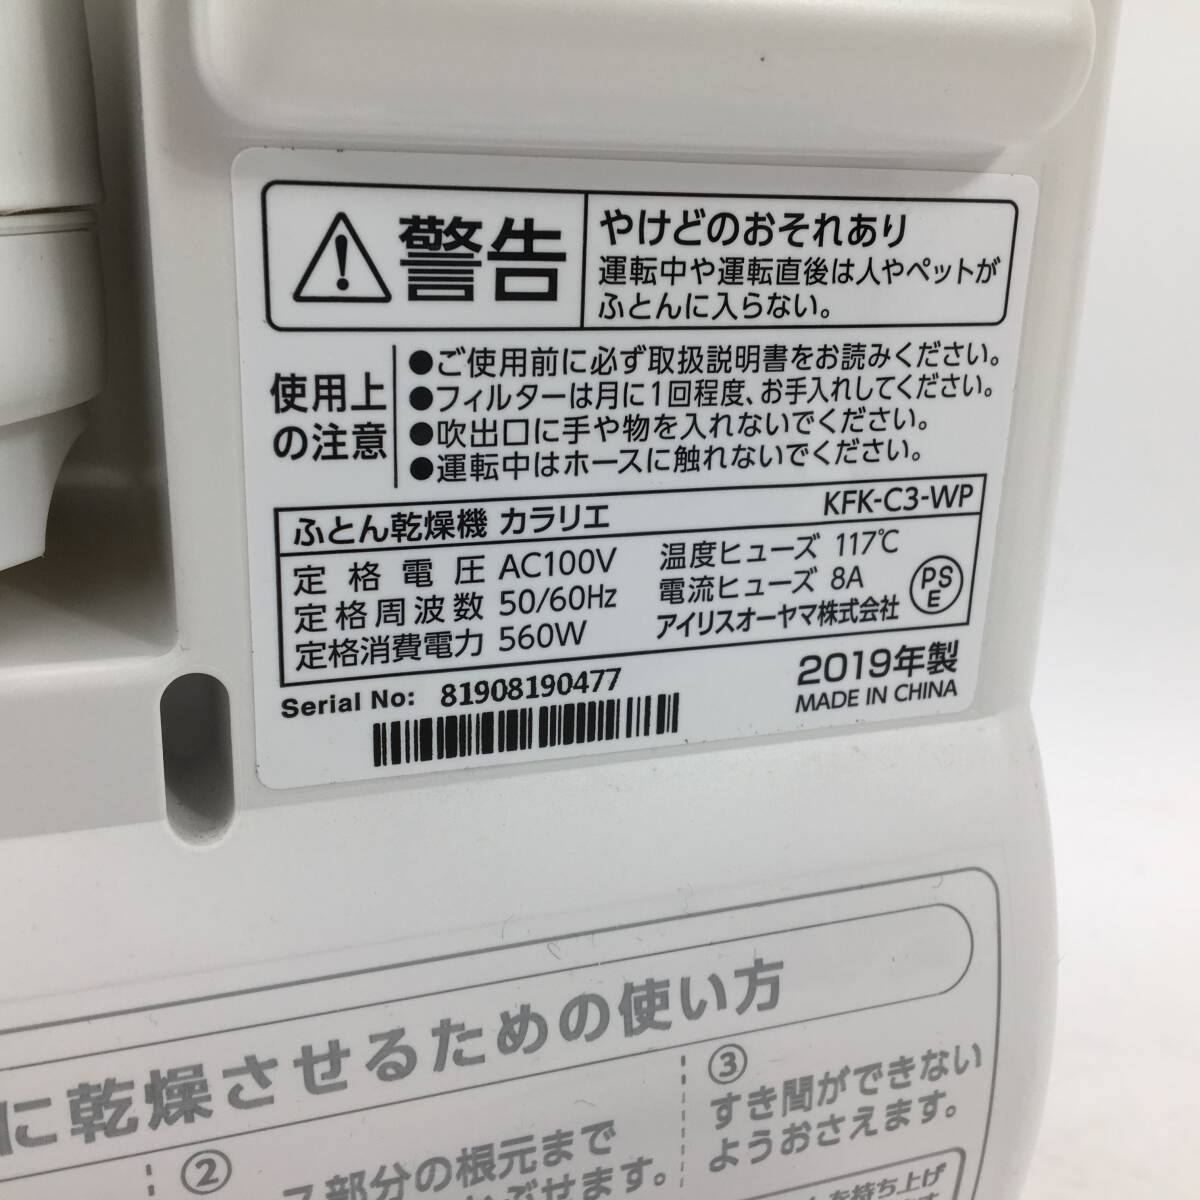 警告
やけどのおそれあり
運転中や運転直後は人やペットが
ふとんに入らない。
使用上
の注意
●ご使用前に必ず取扱説明書をお読みください。
●フィルターは月に1回程度、お手入れしてください。
●吹出口に手や物を入れないでください。
●運転中はホースに触れないでください。
ふとん乾燥機 カラリエ KFK-C3-WP
定格電圧 AC100V
定格周波数 50/60Hz
定格消費電力 560W
温度ヒューズ 117℃
電流ヒューズ 8A
アイリスオーヤマ株式会社
PSE
Serial No: 81908190477
2019年製
MADE IN CHINA
に乾燥させるための使い方
②
部分の根元まで
ぶせます。
③
すき間ができない
ようおさえます。
を持ち上げ